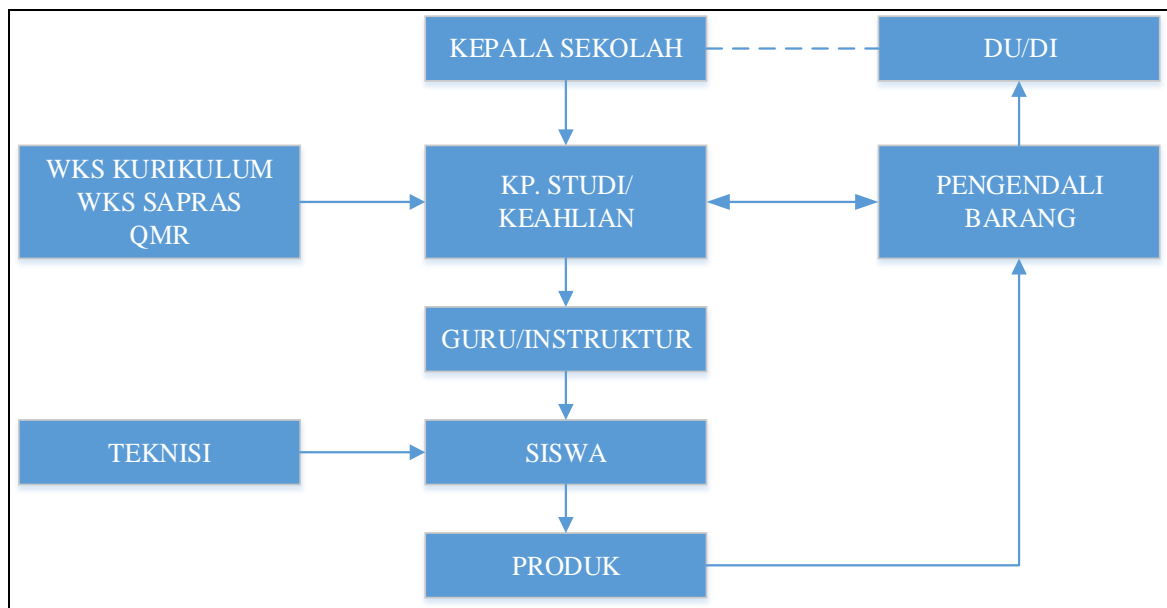 KEPALA SEKOLAH
DU/DI
WKS KURIKULUM
WKS SAPRAS
QMR
KP. STUDI/
KEAHLIAN
PENGENDALI
BARANG
GURU/INSTRUKTUR
TEKNISI
SISWA
PRODUK